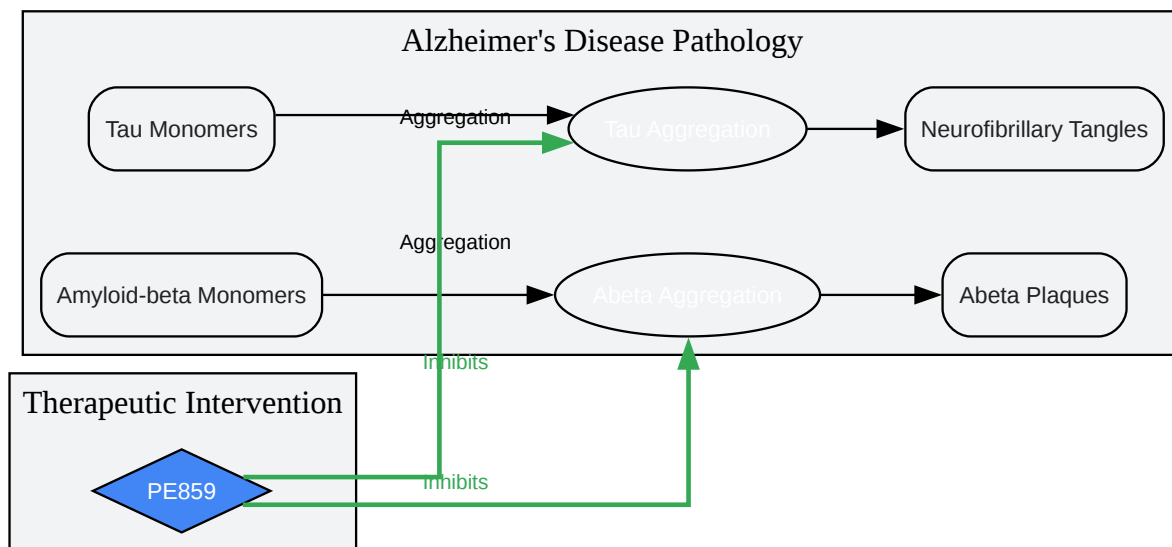 Alzheimer's Disease Pathology
Tau Monomers
Aggregation
Tau Aggregation
Neurofibrillary Tangles
Aggregation
Amyloid-beta Monomers
Abeta Aggregation
Abeta Plaques
Inhibits
Therapeutic Intervention
PE859
Inhibits